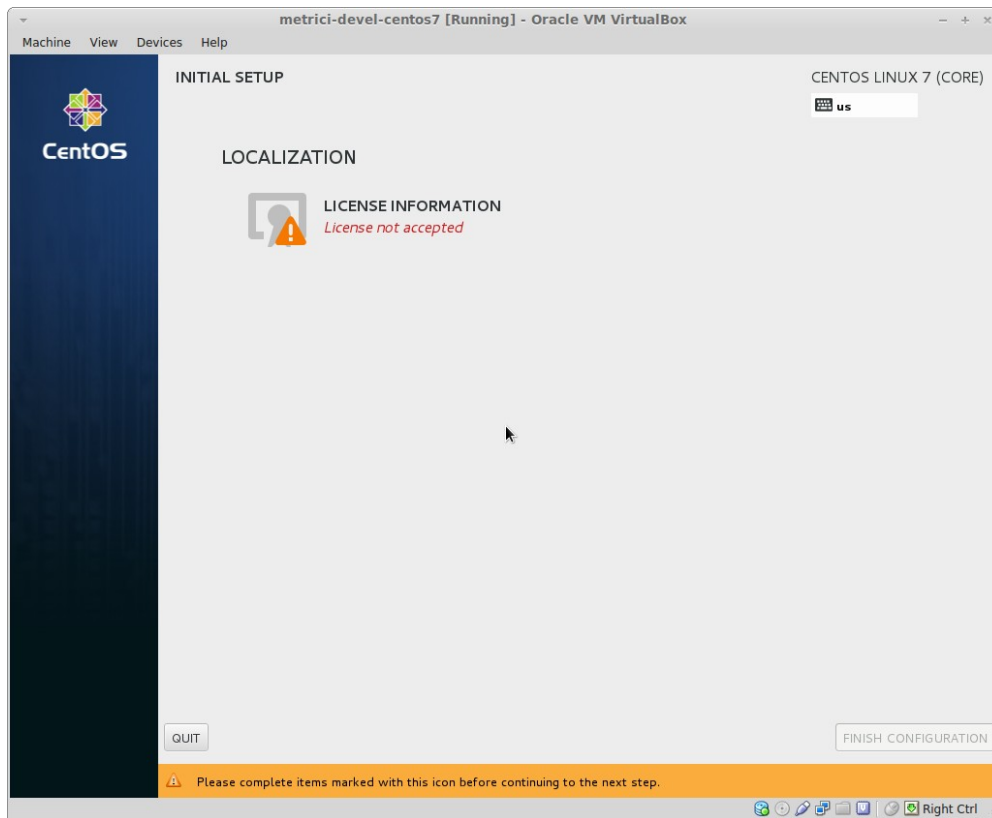 metrici-devel-centos7 [Running] - Oracle VM VirtualBox
Machine View Devices Help
CentOS
INITIAL SETUP
CENTOS LINUX 7 (CORE)
us
LOCALIZATION
LICENSE INFORMATION
License not accepted
QUIT
FINISH CONFIGURATION
Please complete items marked with this icon before continuing to the next step.
Right Ctrl